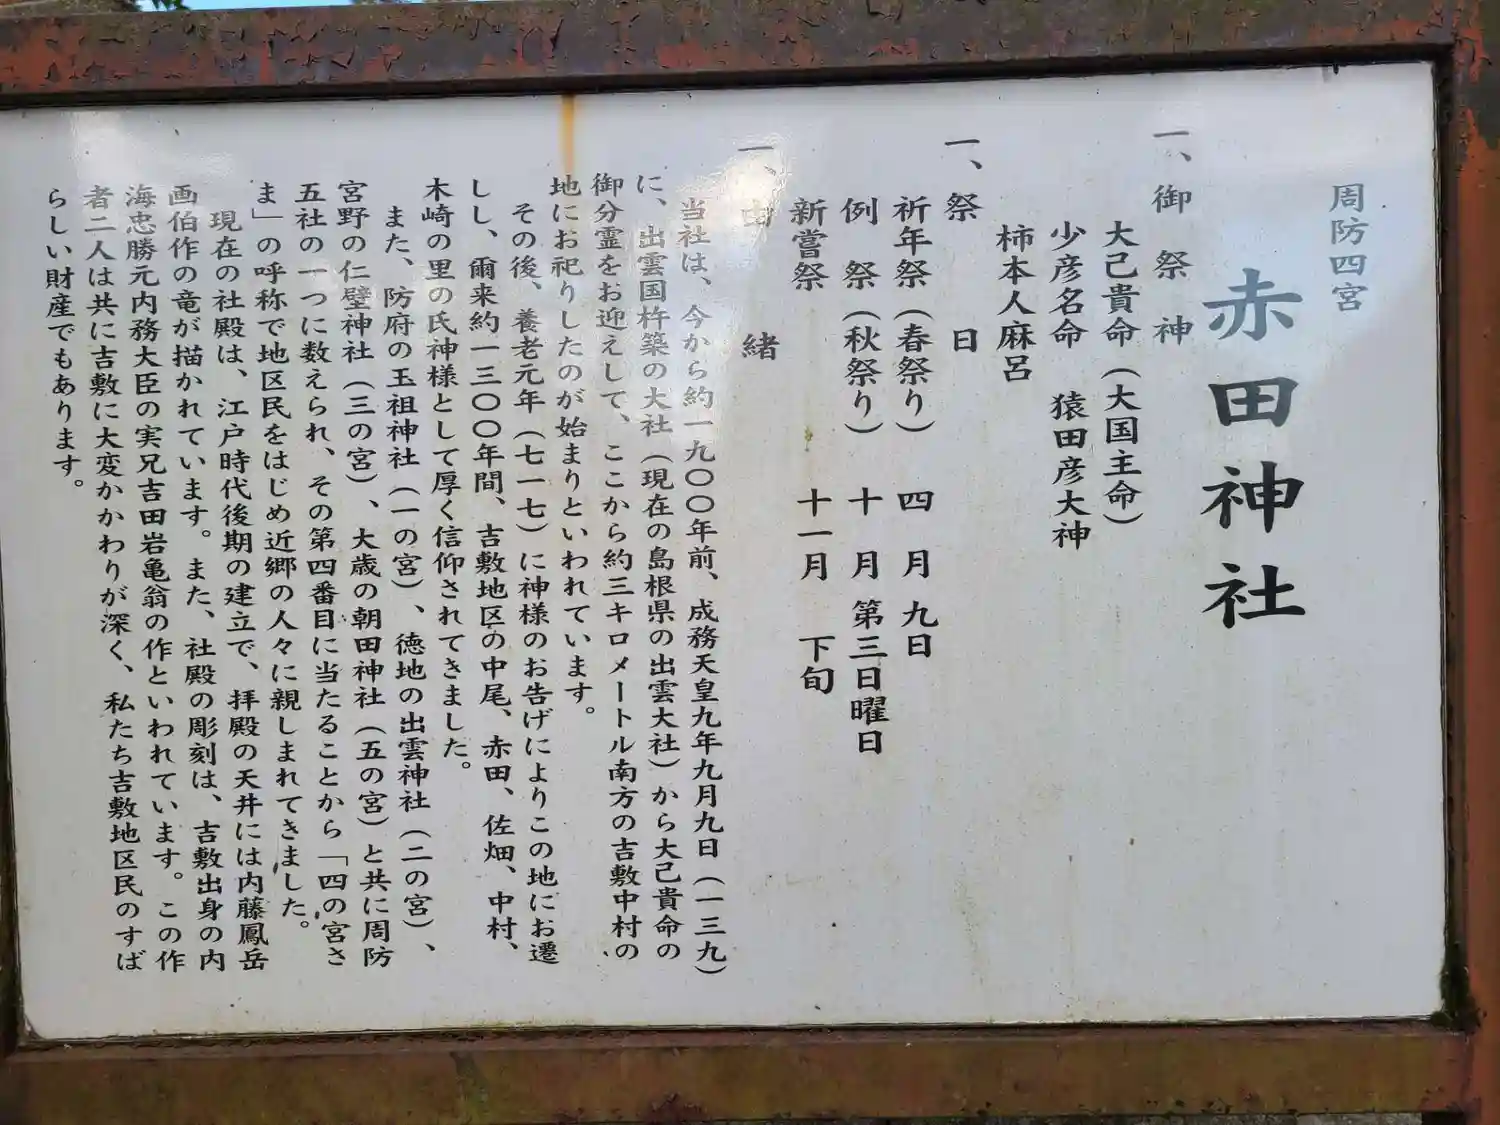 周防四宮
赤田神社
一、御祭神
大己貴命（大国主命）
少彦名命　猿田彦大神
柿本人麻呂
一、祭　日
祈年祭（春祭り）　四　月　九日
例　祭（秋祭り）　十　月　第三日曜日
新嘗祭　十一月　下旬
一、由　緒
当社は、今から約一九〇〇年前、成務天皇九年九月九日（一三九）
に、出雲国杵築の大社（現在の島根県の出雲大社）から大己貴命の
御分霊をお迎えして、ここから約三キロメートル南方の吉敷中村の
地にお祀りしたのが始まりといわれています。
その後、養老元年（七一七）に神様のお告げによりこの地にお遷
しし、爾来約一三〇〇年間、吉敷地区の中尾、赤田、佐畑、中村、
木崎の里の氏神様として厚く信仰されてきました。
また、防府の玉祖神社（一の宮）、徳地の出雲神社（二の宮）、
宮野の仁壁神社（三の宮）、大歳の朝田神社（五の宮）と共に周防
五社の一つに数えられ、その第四番目に当たることから「四の宮さ
ま」の呼称で地区民をはじめ近郷の人々に親しまれてきました。
現在の社殿は、江戸時代後期の建立で、拝殿の天井には内藤鳳岳
画伯作の竜が描かれています。また、社殿の彫刻は、吉敷出身の内
海忠勝元内務大臣の実兄吉田岩亀翁の作といわれています。この作
者二人は共に吉敷に大変かかわりが深く、私たち吉敷地区民のすば
らしい財産でもあります。